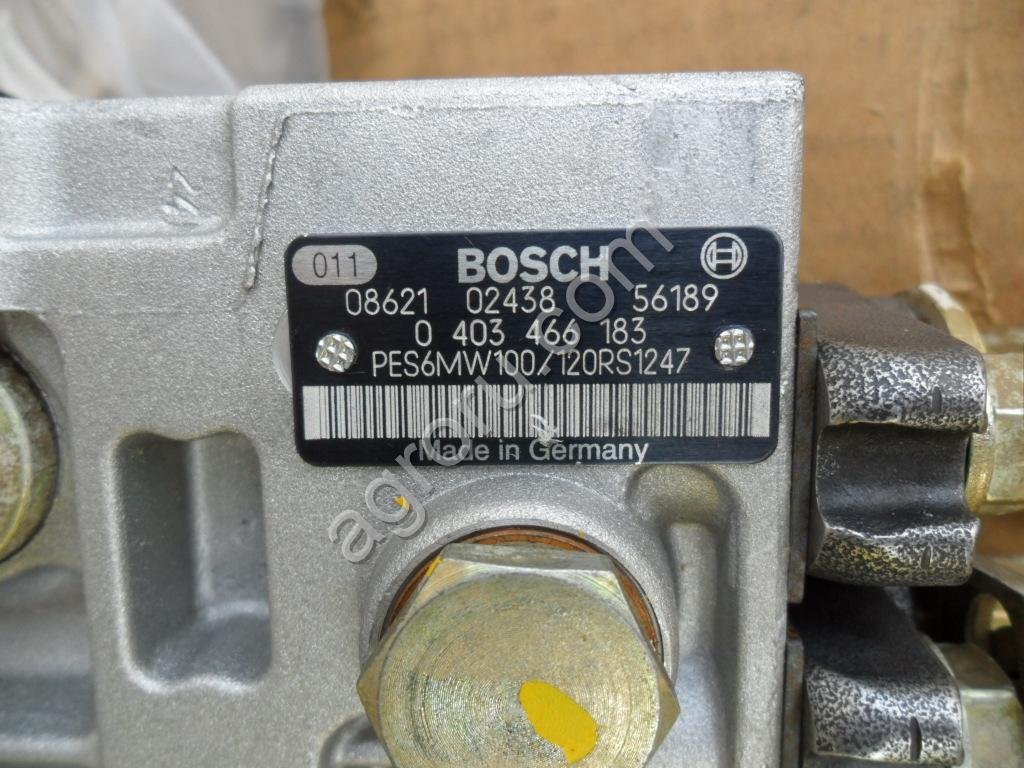 011 BOSCH
08621 02438 56189
0 403 466 183
PES6MW100/120RS1247
Made in Germany
agroru.com